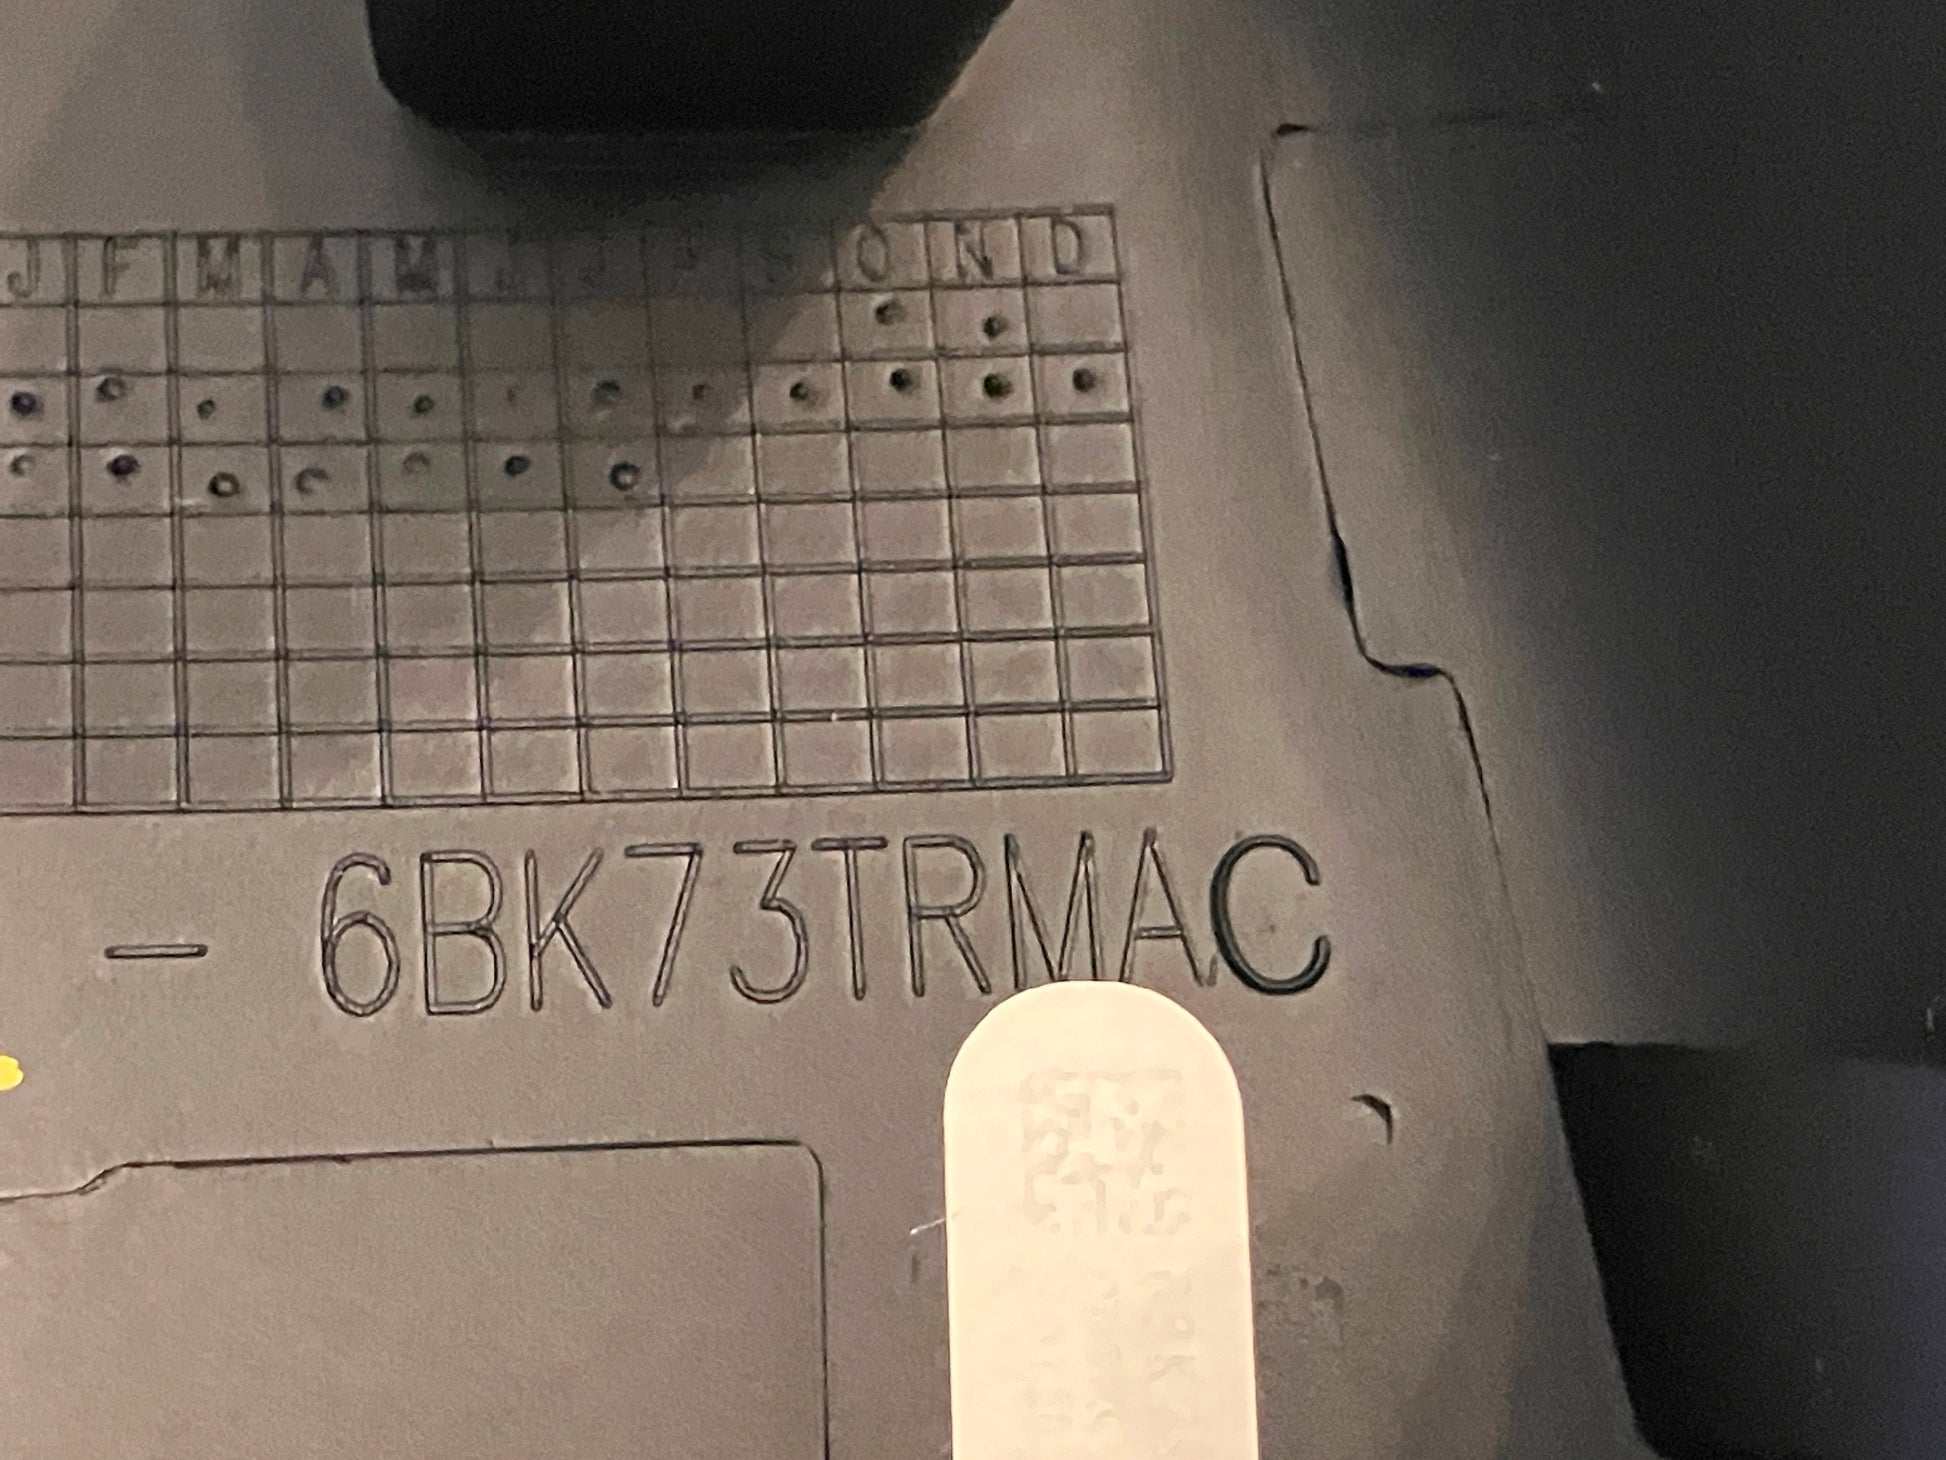 J F M A M J J A S O N D
- 6BK73TRMAC